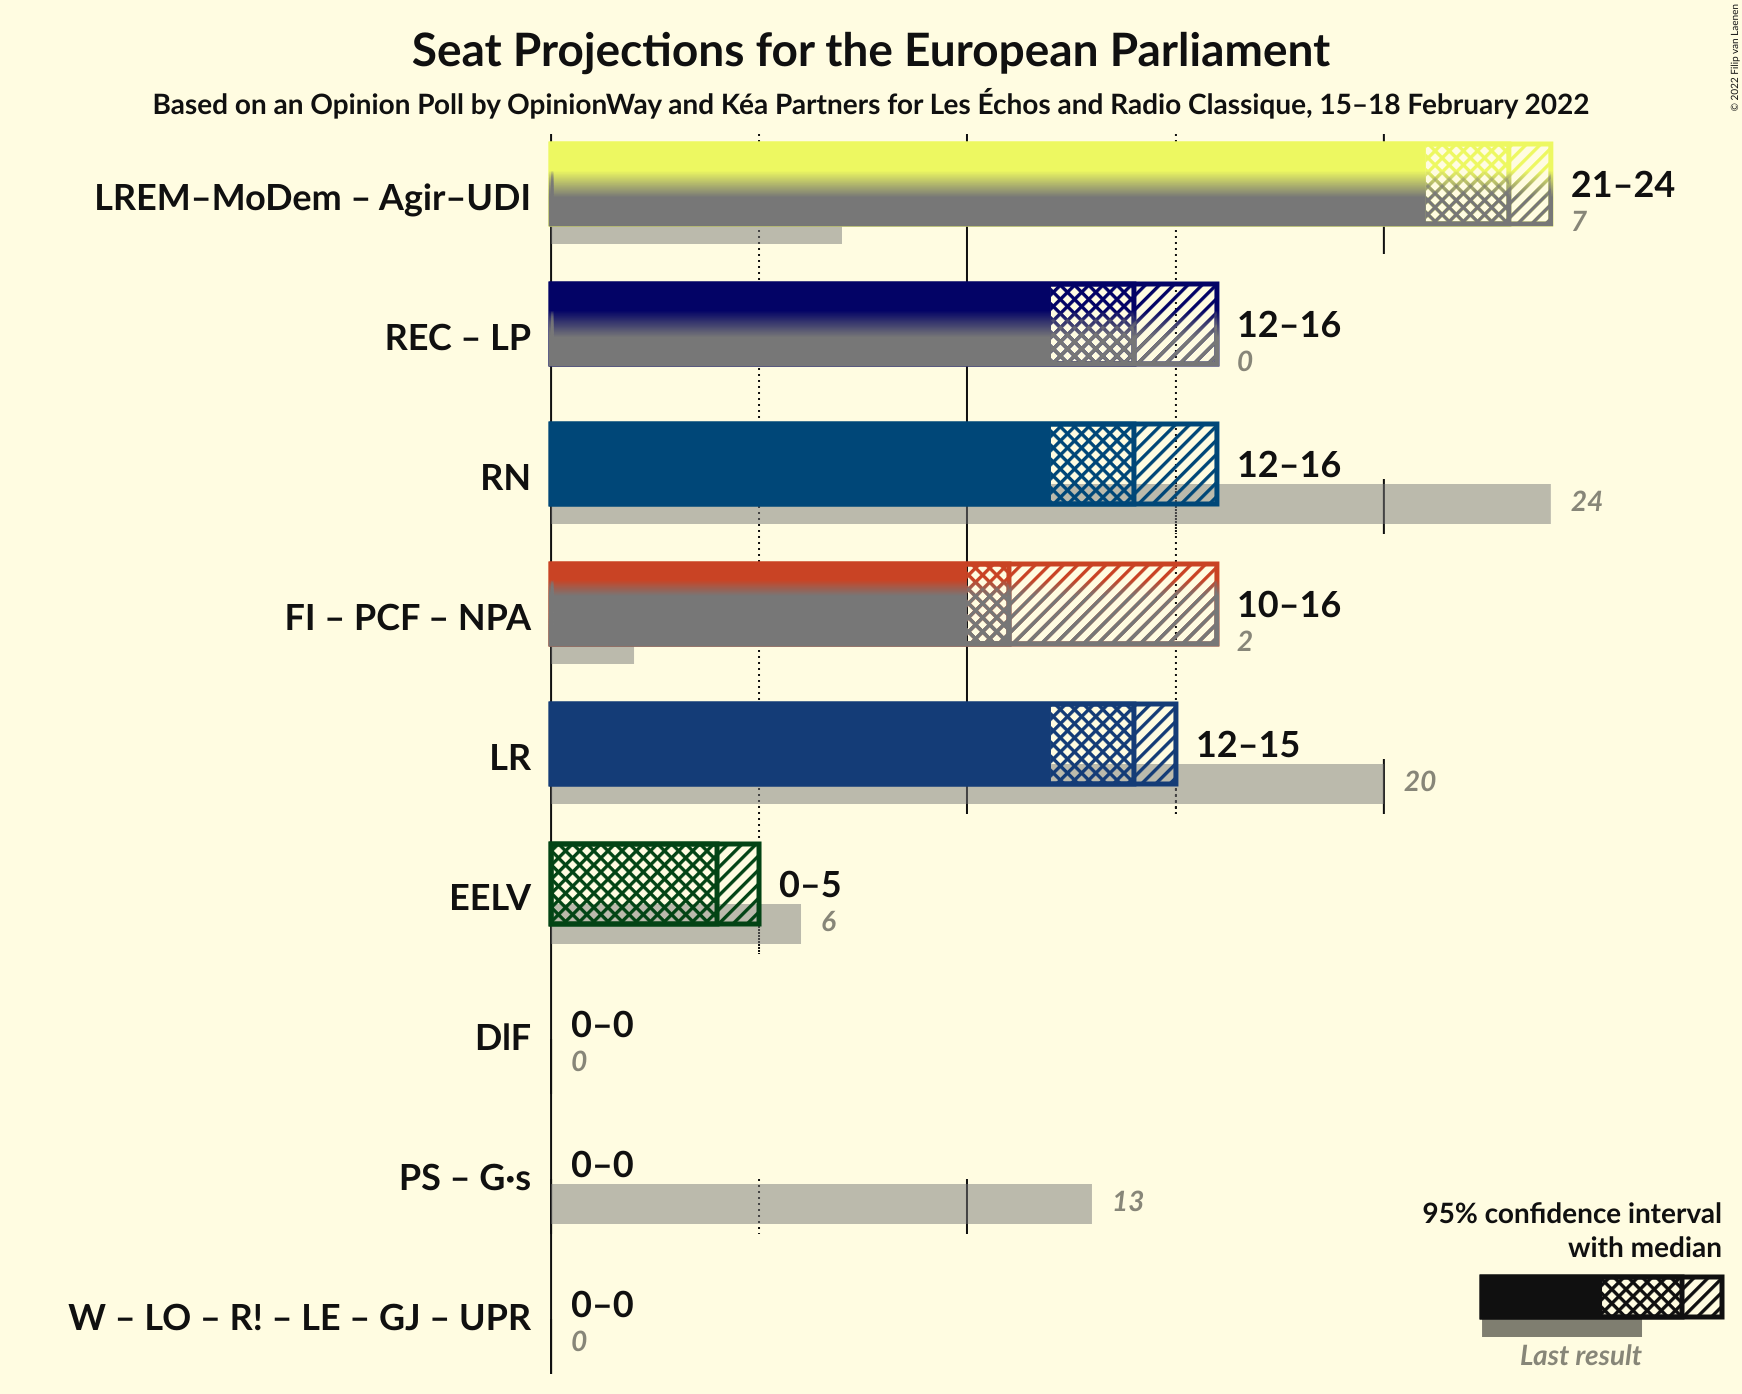 Seat Projections for the European Parliament
Based on an Opinion Poll by OpinionWay and Kéa Partners for Les Échos and Radio Classique, 15–18 February 2022
© 2022 Filip van Laenen
LREM–MoDem – Agir–UDI
21–24
7
REC – LP
12–16
0
RN
12–16
24
FI – PCF – NPA
10–16
2
LR
12–15
20
EELV
0–5
6
DlF
0–0
0
PS – G·s
0–0
13
W – LO – R! – LE – GJ – UPR
0–0
0
95% confidence interval
with median
Last result